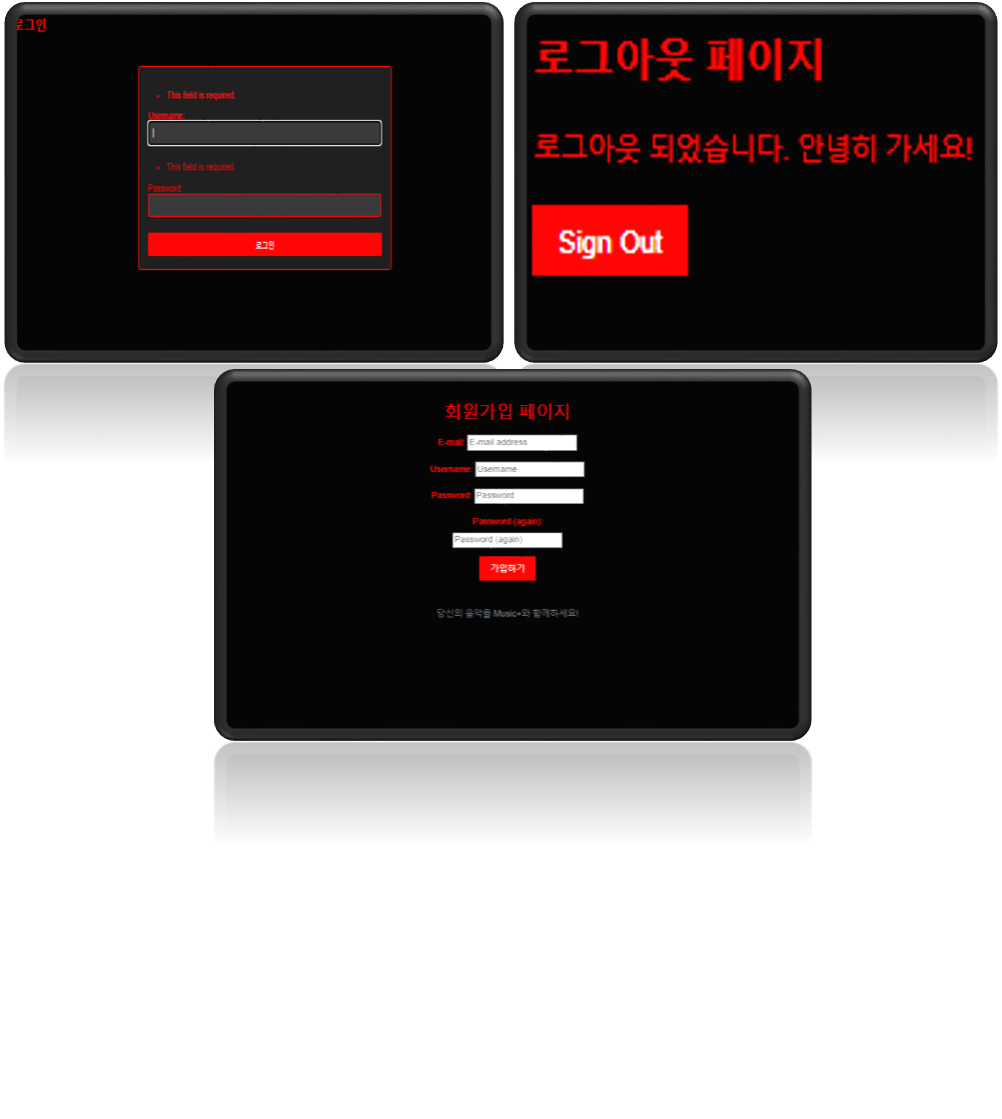 로그인
This field is required.
Username:
This field is required.
Password:
로그인
로그아웃 페이지
로그아웃 되었습니다. 안녕히 가세요!
Sign Out
회원가입 페이지
E-mail: E-mail address
Username: Username
Password: Password
Password (again):
Password (again)
가입하기
당신의 음악을 Music+와 함께하세요!